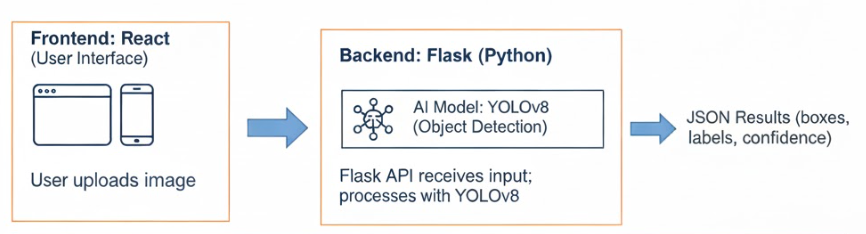 Frontend: React
(User Interface)
User uploads image
Backend: Flask (Python)
AI Model: YOLOv8
(Object Detection)
Flask API receives input;
processes with YOLOv8
JSON Results (boxes,
labels, confidence)